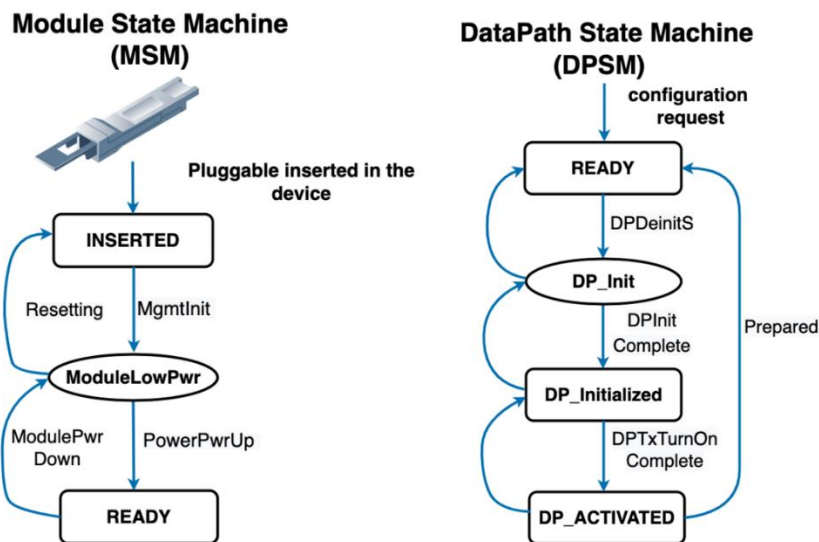 Module State Machine
(MSM)
Pluggable inserted in the
device
INSERTED
Resetting
MgmtInit
ModuleLowPwr
ModulePwr
Down
PowerPwrUp
READY
DataPath State Machine
(DPSM)
configuration
request
READY
DPDeinitS
DP_Init
DPInit
Complete
Prepared
DP_Initialized
DPTxTurnOn
Complete
DP_ACTIVATED